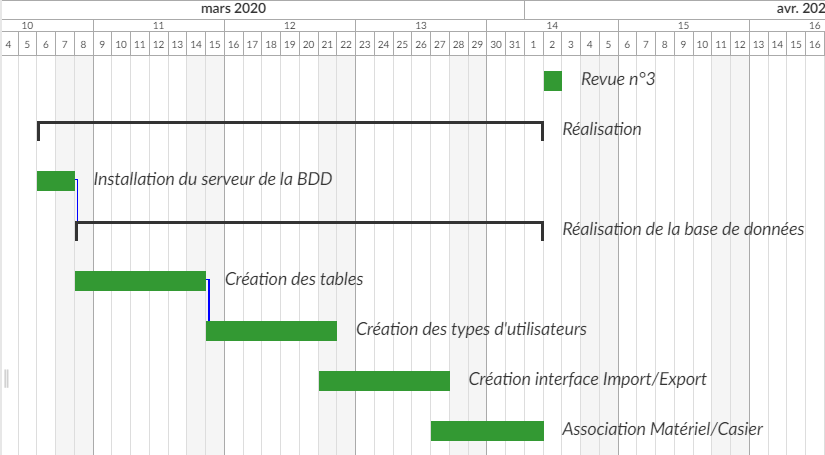 mars 2020 avr. 202
10 11 12 13 14 15 16
4 5 6 7 8 9 10 11 12 13 14 15 16 17 18 19 20 21 22 23 24 25 26 27 28 29 30 31 1 2 3 4 5 6 7 8 9 10 11 12 13 14 15 16
Revue n°3
Réalisation
Installation du serveur de la BDD
Réalisation de la base de données
Création des tables
Création des types d'utilisateurs
Création interface Import/Export
Association Matériel/Casier